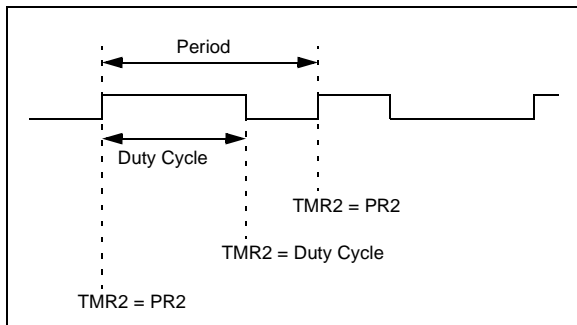 Period
Duty Cycle
TMR2 = PR2
TMR2 = Duty Cycle
TMR2 = PR2